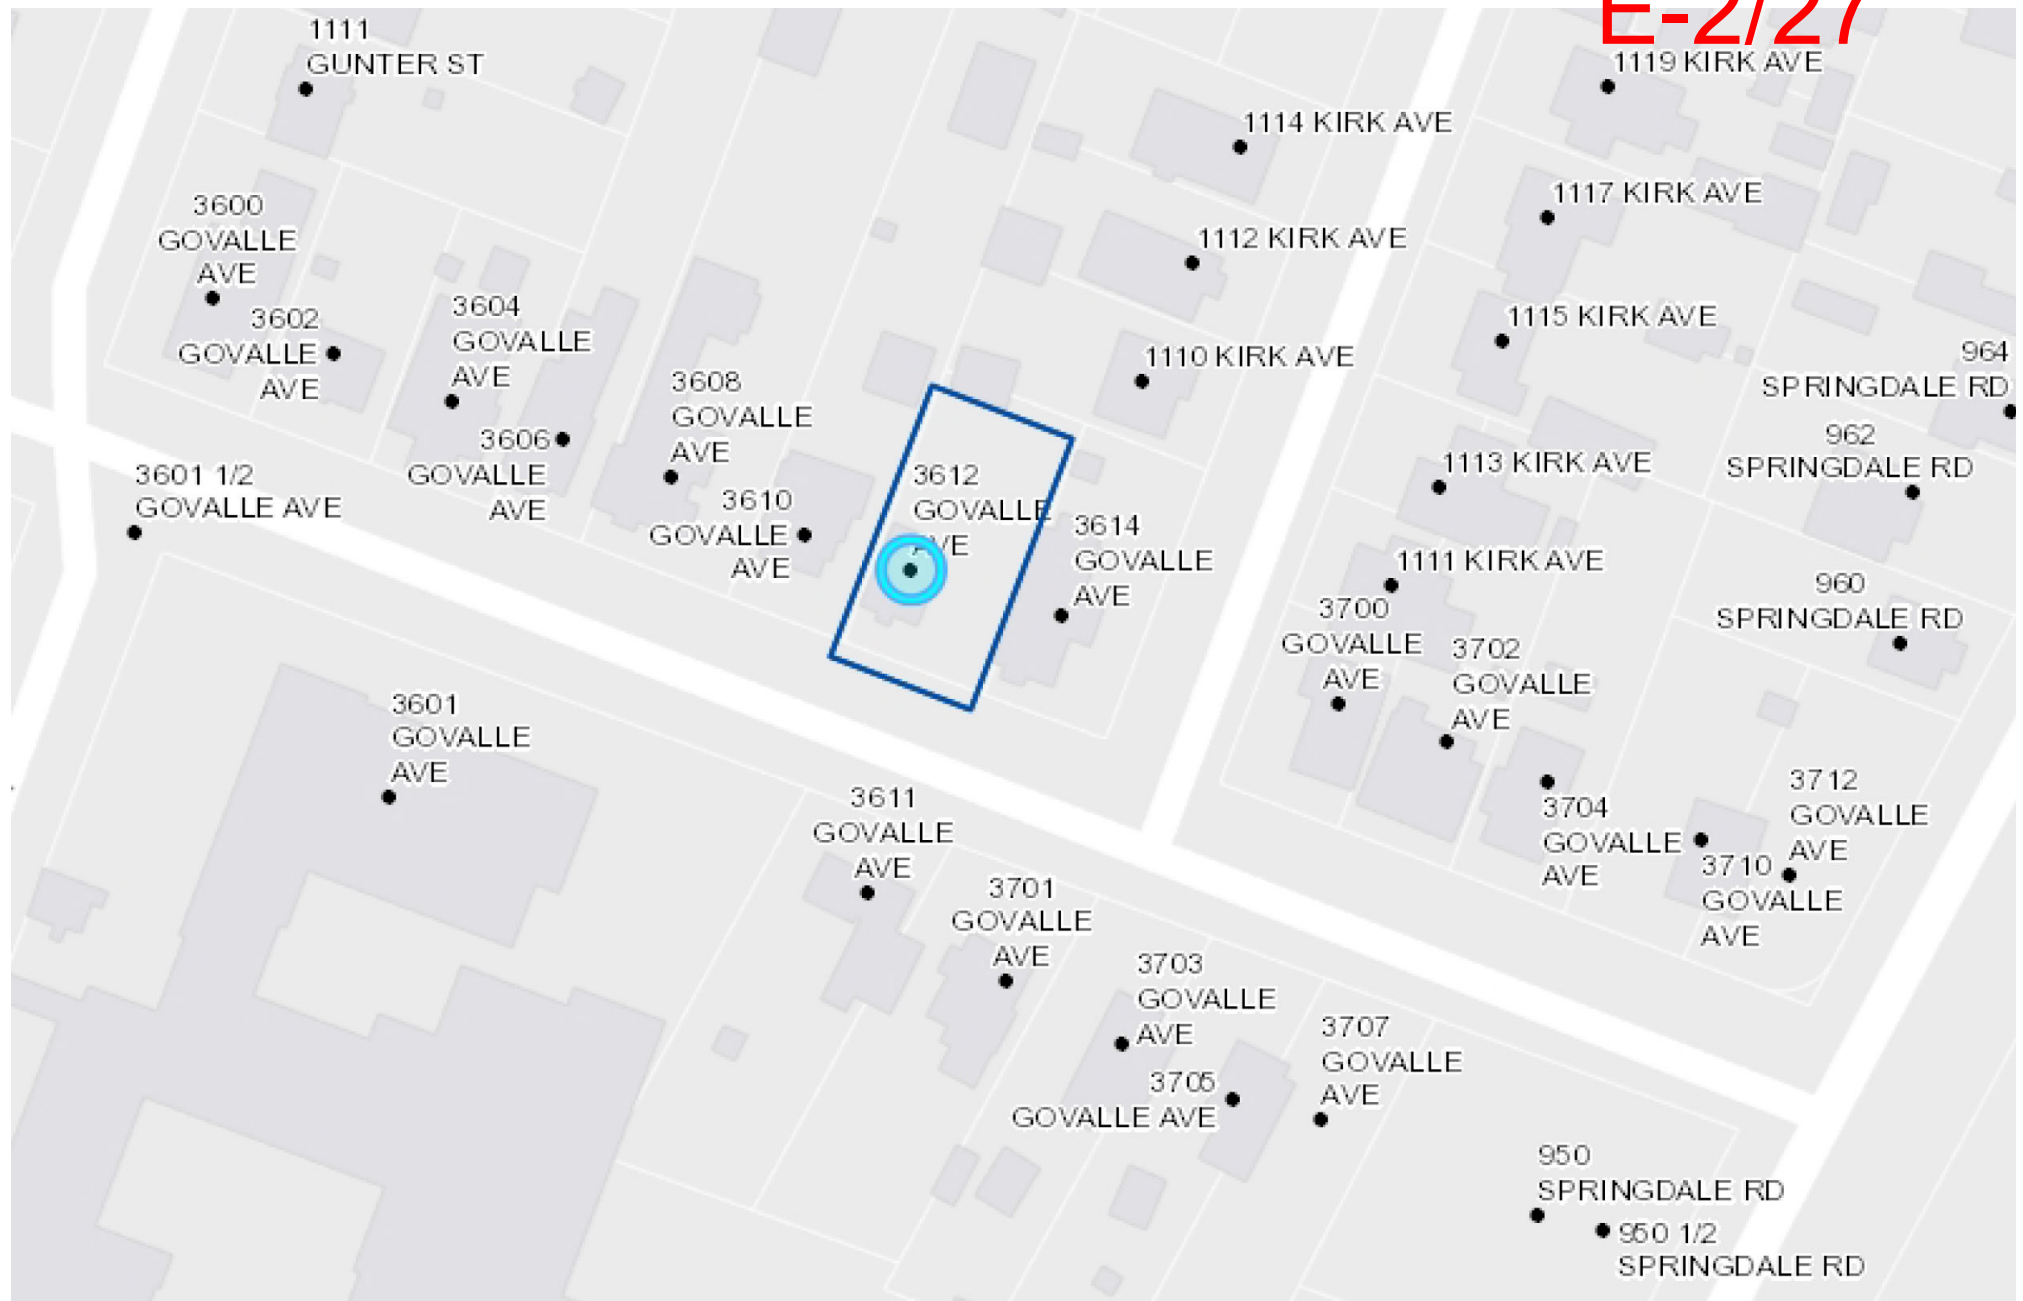 E-2/27
1111
GUNTER ST
1119 KIRK AVE
1114 KIRK AVE
1117 KIRK AVE
3600
GOVALLE
AVE
1112 KIRK AVE
3602
GOVALLE
AVE
3604
GOVALLE
AVE
1115 KIRK AVE
1110 KIRK AVE
964
SPRINGDALE RD
3608
GOVALLE
AVE
3606
GOVALLE
AVE
962
SPRINGDALE RD
1113 KIRK AVE
3601 1/2
GOVALLE AVE
3612
GOVALLE
AVE
3610
GOVALLE
AVE
3614
GOVALLE
AVE
1111 KIRK AVE
960
SPRINGDALE RD
3700
GOVALLE
AVE
3702
GOVALLE
AVE
3601
GOVALLE
AVE
3611
GOVALLE
AVE
3704
GOVALLE
AVE
3712
GOVALLE
AVE
3710
GOVALLE
AVE
3701
GOVALLE
AVE
3703
GOVALLE
AVE
3707
GOVALLE
AVE
3705
GOVALLE AVE
950
SPRINGDALE RD
950 1/2
SPRINGDALE RD